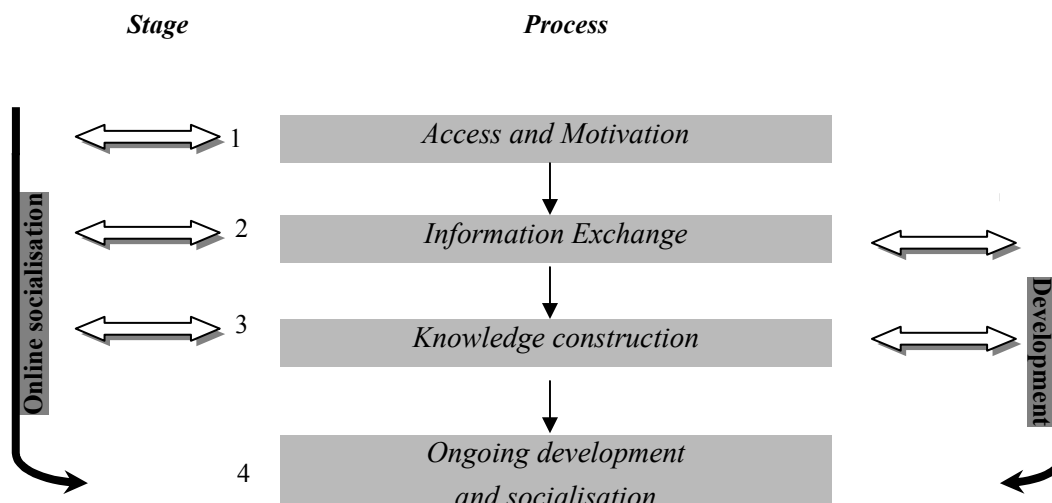 Stage Process
1 Access and Motivation
2 Information Exchange
3 Knowledge construction
4 Ongoing development
and socialisation
Online socialisation
Development